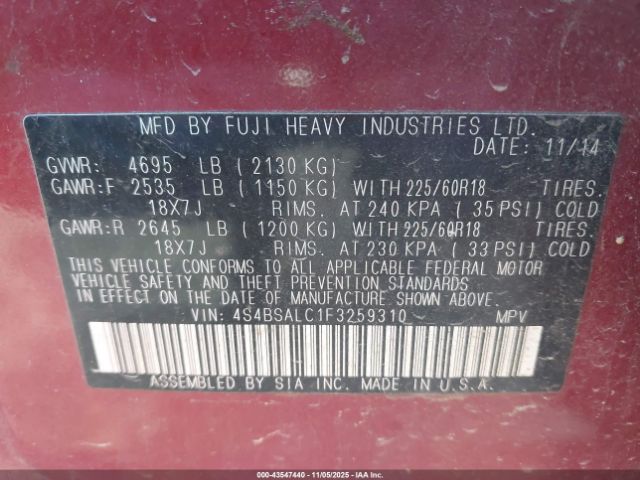 MFD BY FUJI HEAVY INDUSTRIES LTD.
DATE: 11/14
GVWR: 4695 LB (2130 KG)
GAWR:F 2535 LB (1150 KG) WITH 225/60R18 TIRES.
18X7J RIMS. AT 240 KPA (35 PSI) COLD
GAWR:R 2645 LB (1200 KG) WITH 225/60R18 TIRES.
18X7J RIMS. AT 230 KPA (33 PSI) COLD
THIS VEHICLE CONFORMS TO ALL APPLICABLE FEDERAL MOTOR
VEHICLE SAFETY AND THEFT PREVENTION STANDARDS
IN EFFECT ON THE DATE OF MANUFACTURE SHOWN ABOVE.
VIN: 4S4BSALC1F3259310 MPV
ASSEMBLED BY SIA INC. MADE IN U.S.A.
000-43547440 - 11/05/2025 - IAAI.COM